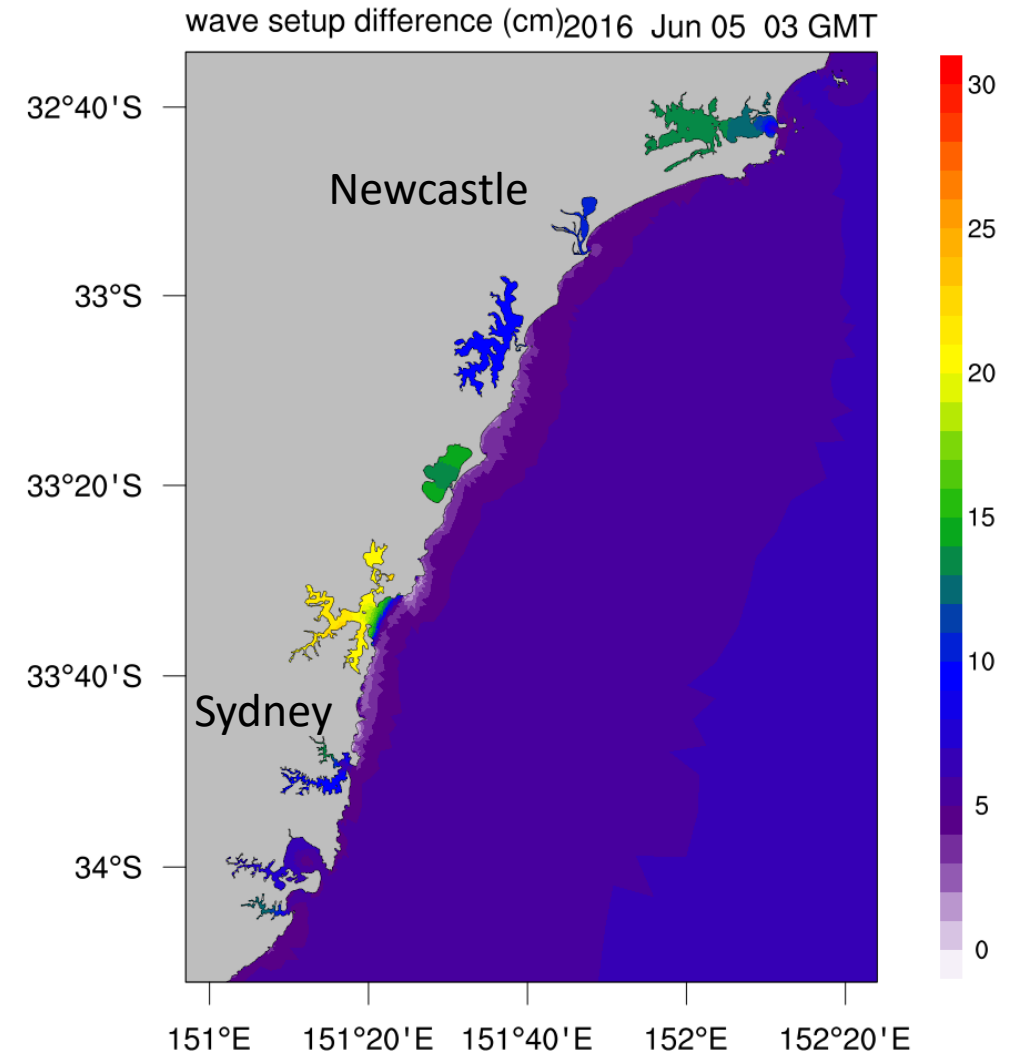 wave setup difference (cm)2016 Jun 05 03 GMT
32°40'S
33°S
33°20'S
33°40'S
34°S
Newcastle
Sydney
151°E 151°20'E 151°40'E 152°E 152°20'E
30
25
20
15
10
5
0